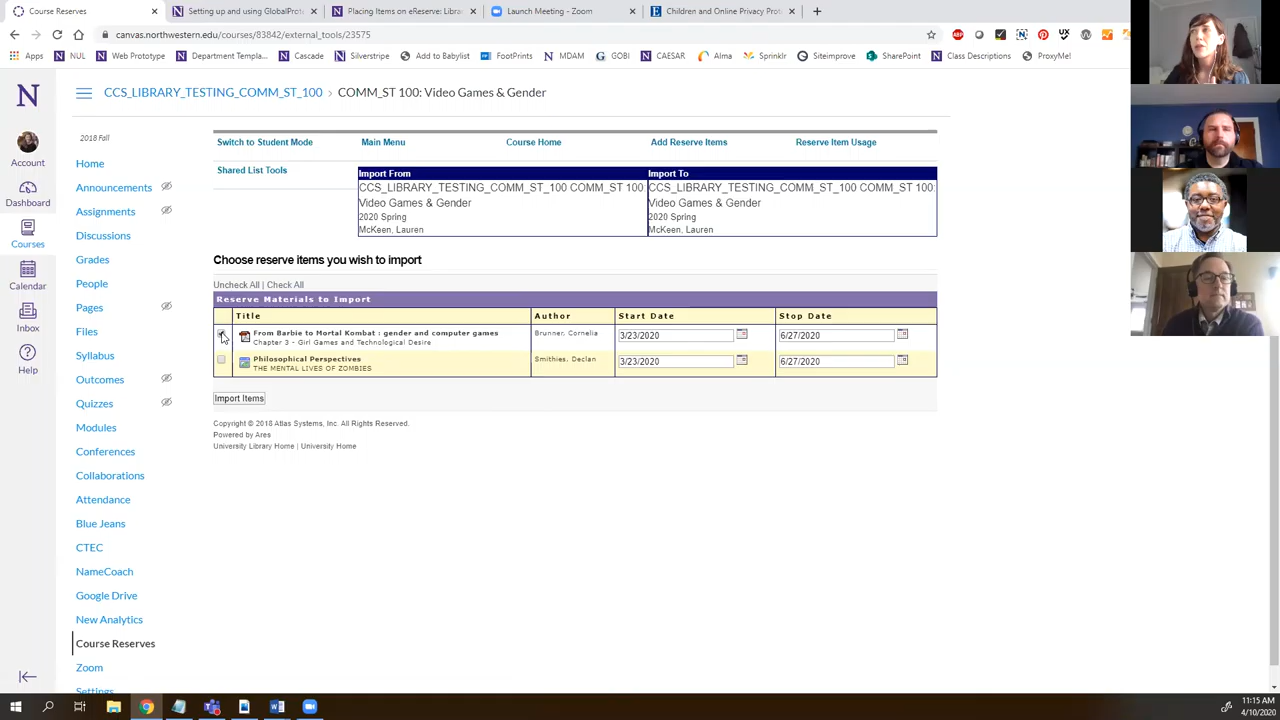 Course Reserves
Setting up and using GlobalProte
Placing Items on eReserve: Libra
Launch Meeting - Zoom
Children and Online Privacy Prot
canvas.northwestern.edu/courses/83842/external_tools/23575
Apps
NUL
Web Prototype
Department Templa...
Silverstripe
Add to Babylist
Cascade
FootPrints
MDAM
GOBI
CAESAR
Alma
Sprinklr
Siteimprove
SharePoint
Class Descriptions
ProxyMe!
CCS_LIBRARY_TESTING_COMM_ST_100 › COMM_ST 100: Video Games & Gender
Account
Dashboard
Courses
Calendar
Inbox
Help
2018 Fall
Home
Announcements
Assignments
Discussions
Grades
People
Pages
Files
Syllabus
Outcomes
Quizzes
Modules
Conferences
Collaborations
Attendance
Blue Jeans
CTEC
NameCoach
Google Drive
New Analytics
Course Reserves
Zoom
Settings
Switch to Student Mode
Main Menu
Course Home
Add Reserve Items
Reserve Item Usage
Shared List Tools
Import From
CCS_LIBRARY_TESTING_COMM_ST_100 COMM_ST 100:
Video Games & Gender
2020 Spring
McKeen, Lauren
Import To
CCS_LIBRARY_TESTING_COMM_ST_100 COMM_ST 100:
Video Games & Gender
2020 Spring
McKeen, Lauren
Choose reserve items you wish to import
Uncheck All | Check All
Reserve Materials to Import
Title Author Start Date Stop Date
From Barbie to Mortal Kombat : gender and computer games Brunner, Cornelia 3/23/2020 6/27/2020
Chapter 3 - Girl Games and Technological Desire
Philosophical Perspectives Smithies, Declan 3/23/2020 6/27/2020
THE MENTAL LIVES OF ZOMBIES
Import Items
Copyright © 2018 Atlas Systems, Inc. All Rights Reserved.
Powered by Ares
University Library Home | University Home
11:15 AM
4/10/2020